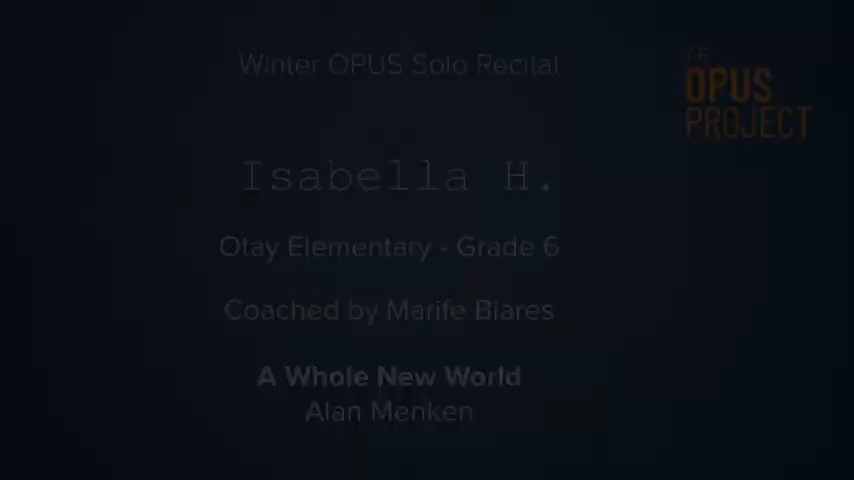 Winter OPUS Solo Recital
THE
OPUS
PROJECT
Isabella H.
Otay Elementary - Grade 6
Coached by Marife Blares
A Whole New World
Alan Menken